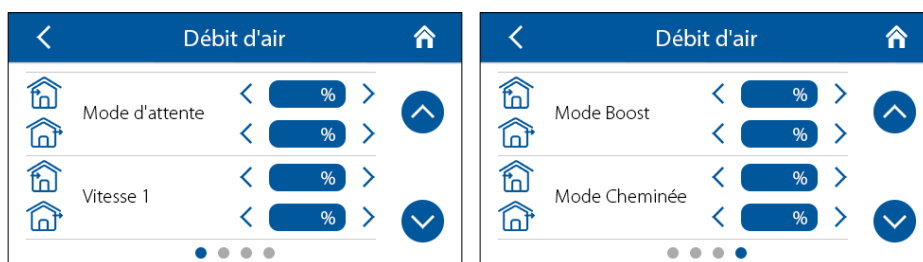 Débit d'air
%
Mode d'attente
%
%
Vitesse 1
%
Débit d'air
%
Mode Boost
%
%
Mode Cheminée
%